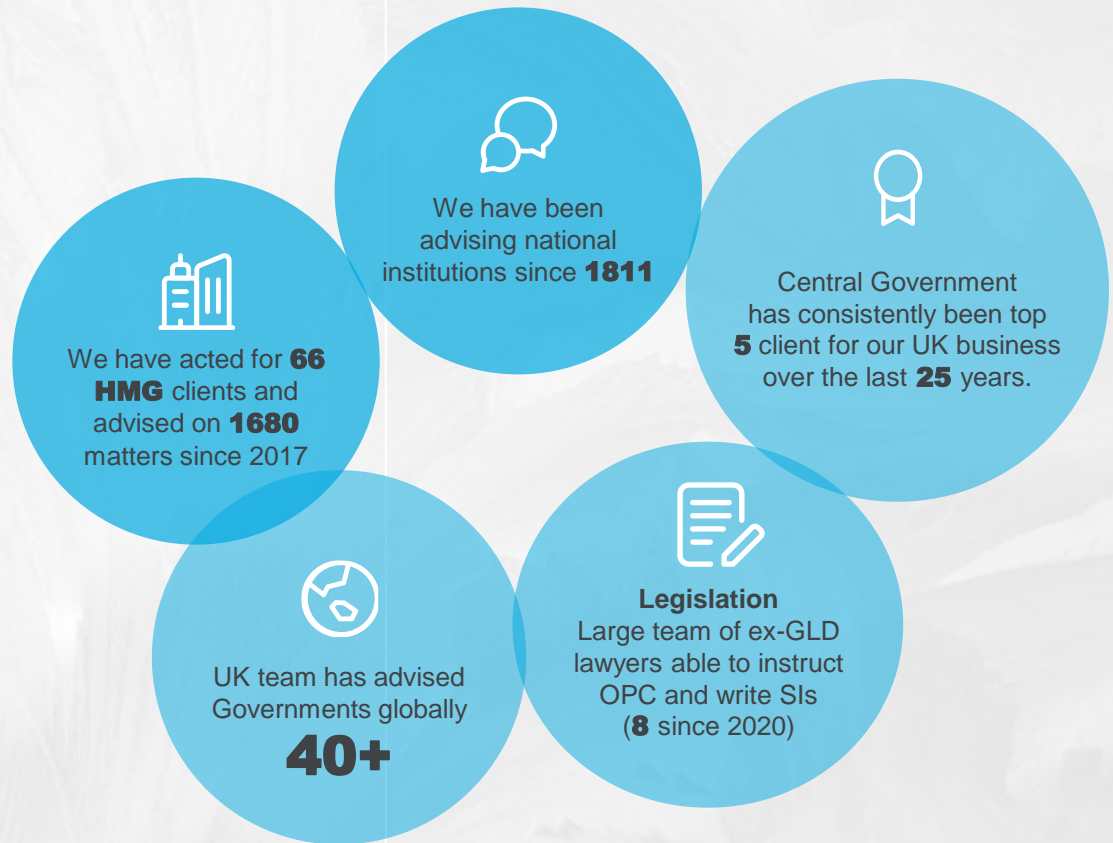 We have been
advising national
institutions since 1811
Central Government
has consistently been top
5 client for our UK business
over the last 25 years.
We have acted for 66
HMG clients and
advised on 1680
matters since 2017
Legislation
Large team of ex-GLD
lawyers able to instruct
OPC and write SIs
(8 since 2020)
UK team has advised
Governments globally
40+